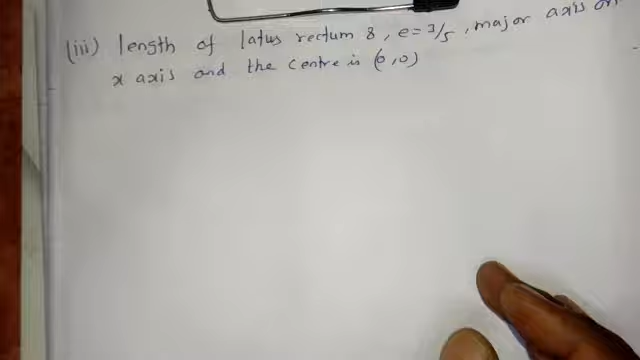 (iii) length of latus rectum 8, e=3/5, major axis on
x axis and the centre is (0,0)